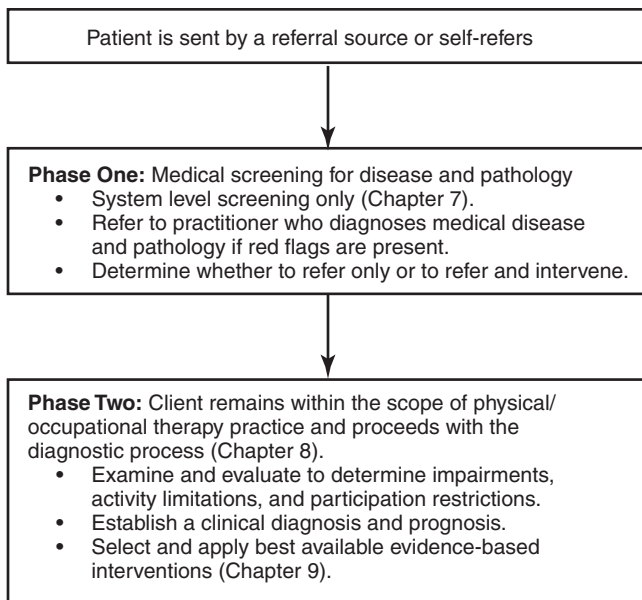 Patient is sent by a referral source or self-refers
Phase One: Medical screening for disease and pathology
• System level screening only (Chapter 7).
• Refer to practitioner who diagnoses medical disease
and pathology if red flags are present.
• Determine whether to refer only or to refer and intervene.
Phase Two: Client remains within the scope of physical/
occupational therapy practice and proceeds with the
diagnostic process (Chapter 8).
• Examine and evaluate to determine impairments,
activity limitations, and participation restrictions.
• Establish a clinical diagnosis and prognosis.
• Select and apply best available evidence-based
interventions (Chapter 9).